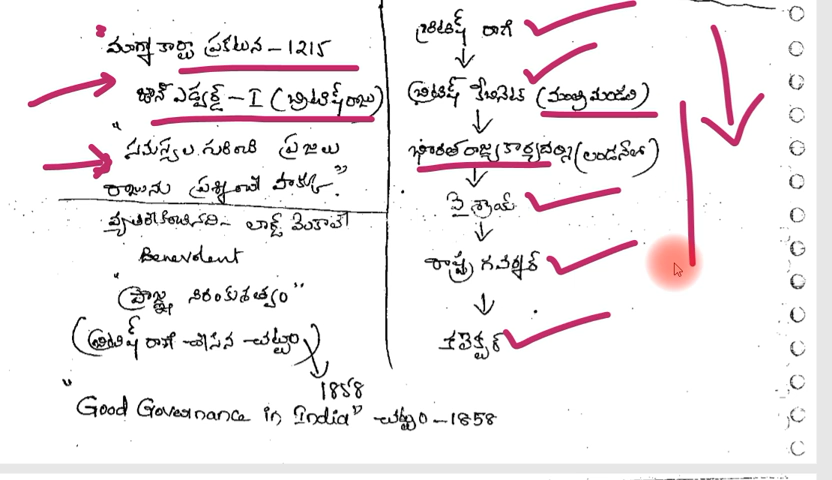 "మాగ్నా కార్టా ప్రకటన - 1215
జాన్ ఎడ్వర్డ్ - I (బ్రిటిష్ రాజు)
"సమస్యల గురించి ప్రజలు
రాజును ప్రశ్నించే హక్కు."
వ్యతిరేకించినది - లార్డ్ మెకాలే
Benevolent
"ప్రాజ్ఞ నిరంకుశత్వం"
(బ్రిటిష్ రాణి చేసిన చట్టం)
1858
"Good Governance in India" చట్టం - 1858
బ్రిటిష్ రాణి
బ్రిటిష్ కేబినెట్ (మంత్రి మండలి)
భారత రాజ్య కార్యదర్శి (లండన్‌లో)
వైశ్రాయ్
రాష్ట్ర గవర్నర్
కలెక్టర్